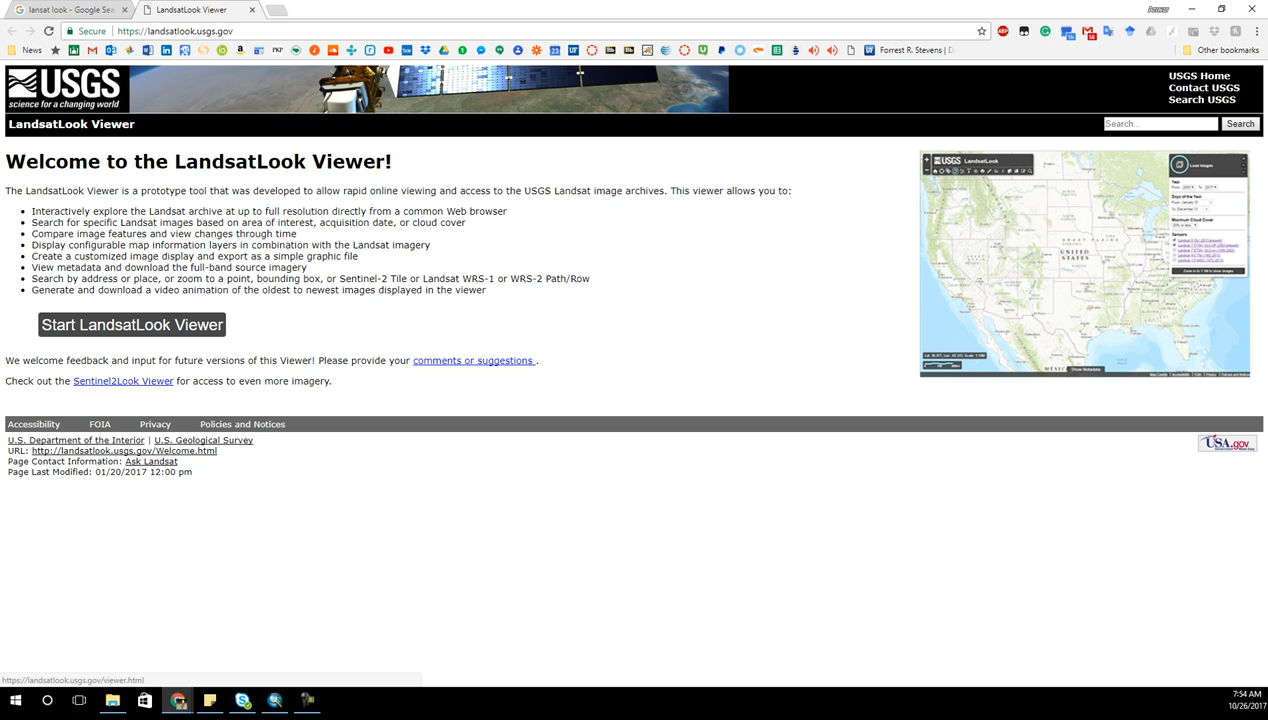 lansat look - Google Sea
LandsatLook Viewer
Secure
https://landsatlook.usgs.gov
News
Forrest R. Stevens |
Other bookmarks
USGS
science for a changing world
USGS Home
Contact USGS
Search USGS
LandsatLook Viewer
Search...
Search
Welcome to the LandsatLook Viewer!
The LandsatLook Viewer is a prototype tool that was developed to allow rapid online viewing and access to the USGS Landsat image archives. This viewer allows you to:
Interactively explore the Landsat archive at up to full resolution directly from a common Web browser
Search for specific Landsat images based on area of interest, acquisition date, or cloud cover
Compare image features and view changes through time
Display configurable map information layers in combination with the Landsat imagery
Create a customized image display and export as a simple graphic file
View metadata and download the full-band source imagery
Search by address or place, or zoom to a point, bounding box, or Sentinel-2 Tile or Landsat WRS-1 or WRS-2 Path/Row
Generate and download a video animation of the oldest to newest images displayed in the viewer
Start LandsatLook Viewer
USGS LandsatLook
UNITED
STATES
We welcome feedback and input for future versions of this Viewer! Please provide your comments or suggestions .
Check out the Sentinel2Look Viewer for access to even more imagery.
Accessibility FOIA Privacy Policies and Notices
U.S. Department of the Interior | U.S. Geological Survey
URL: http://landsatlook.usgs.gov/Welcome.html
Page Contact Information: Ask Landsat
Page Last Modified: 01/20/2017 12:00 pm
USA.gov
https://landsatlook.usgs.gov/viewer.html
7:54 AM
10/26/2017